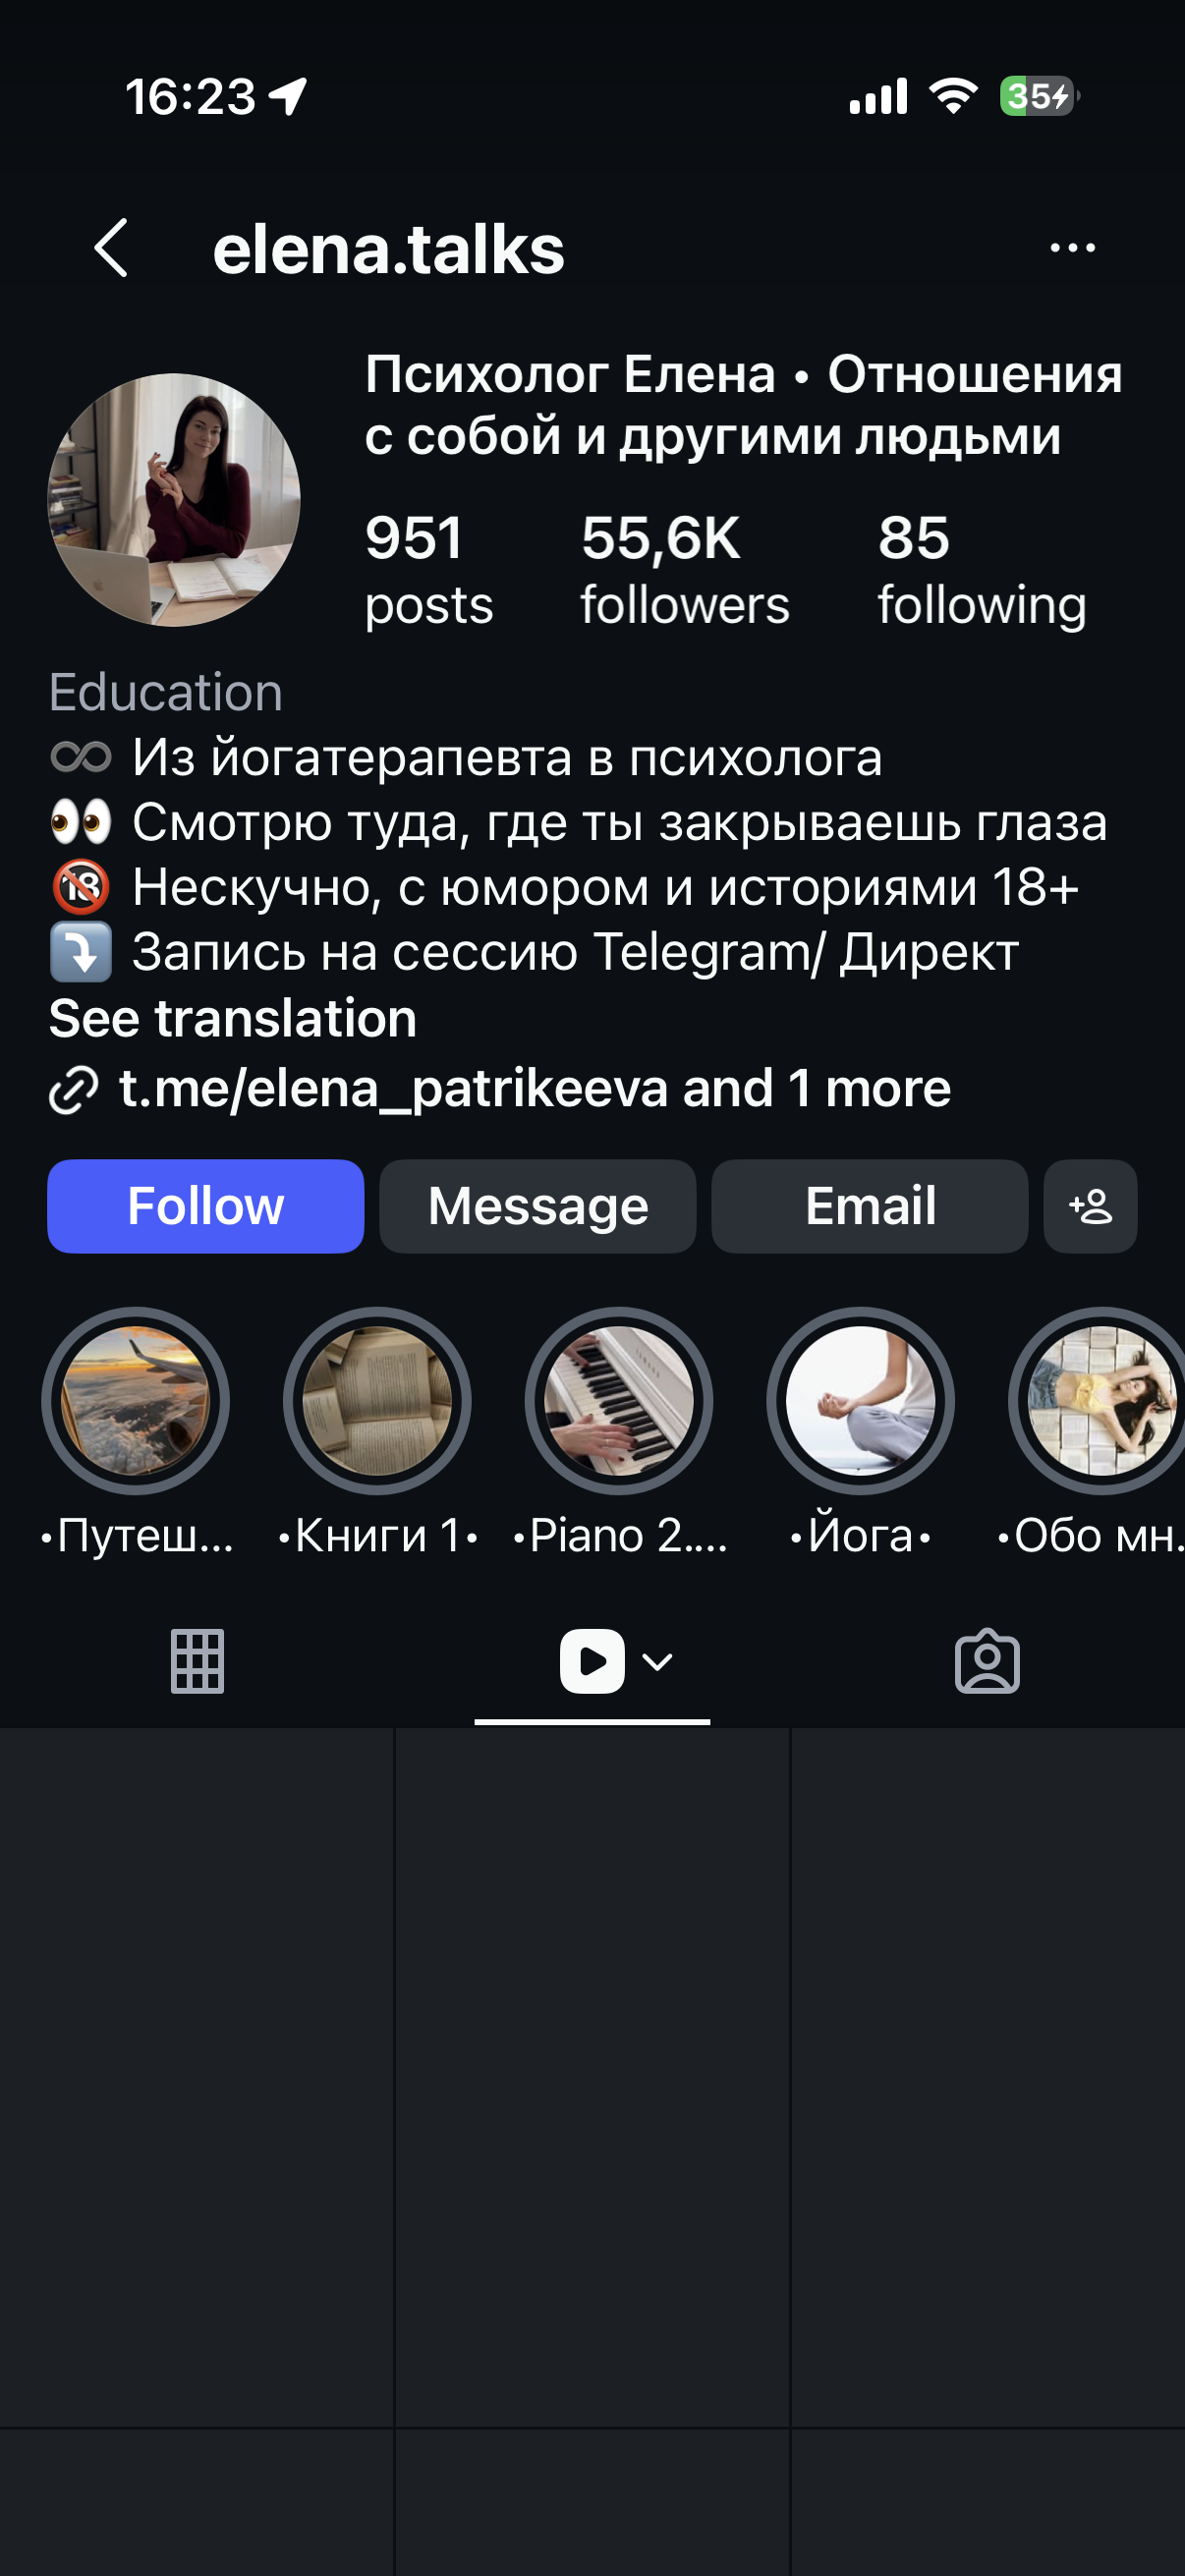 16:23
35
elena.talks
Психолог Елена • Отношения
с собой и другими людьми
951
55,6K
85
posts
followers
following
Education
♾️ Из йогатерапевта в психолога
👀 Смотрю туда, где ты закрываешь глаза
🔞 Нескучно, с юмором и историями 18+
⤵️ Запись на сессию Telegram/ Директ
See translation
t.me/elena_patrikeeva and 1 more
Follow
Message
Email
•Путеш...
•Книги 1•
•Piano 2....
•Йога•
•Обо мн.